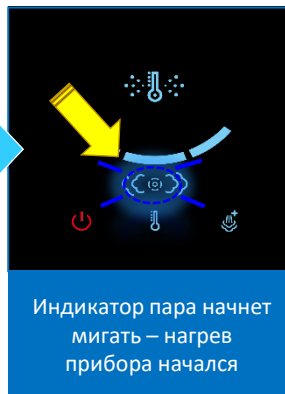 Индикатор пара начнет
мигать – нагрев
прибора начался